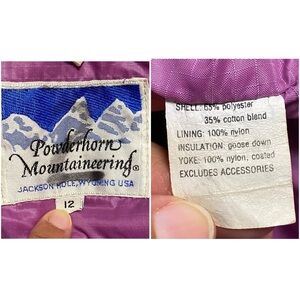 Powderhorn
Mountaineering®
JACKSON HOLE, WYOMING USA
12
SHELL: 65% polyester
35% cotton blend
LINING: 100% nylon
INSULATION: goose down
YOKE: 100% nylon, coated
EXCLUDES ACCESSORIES